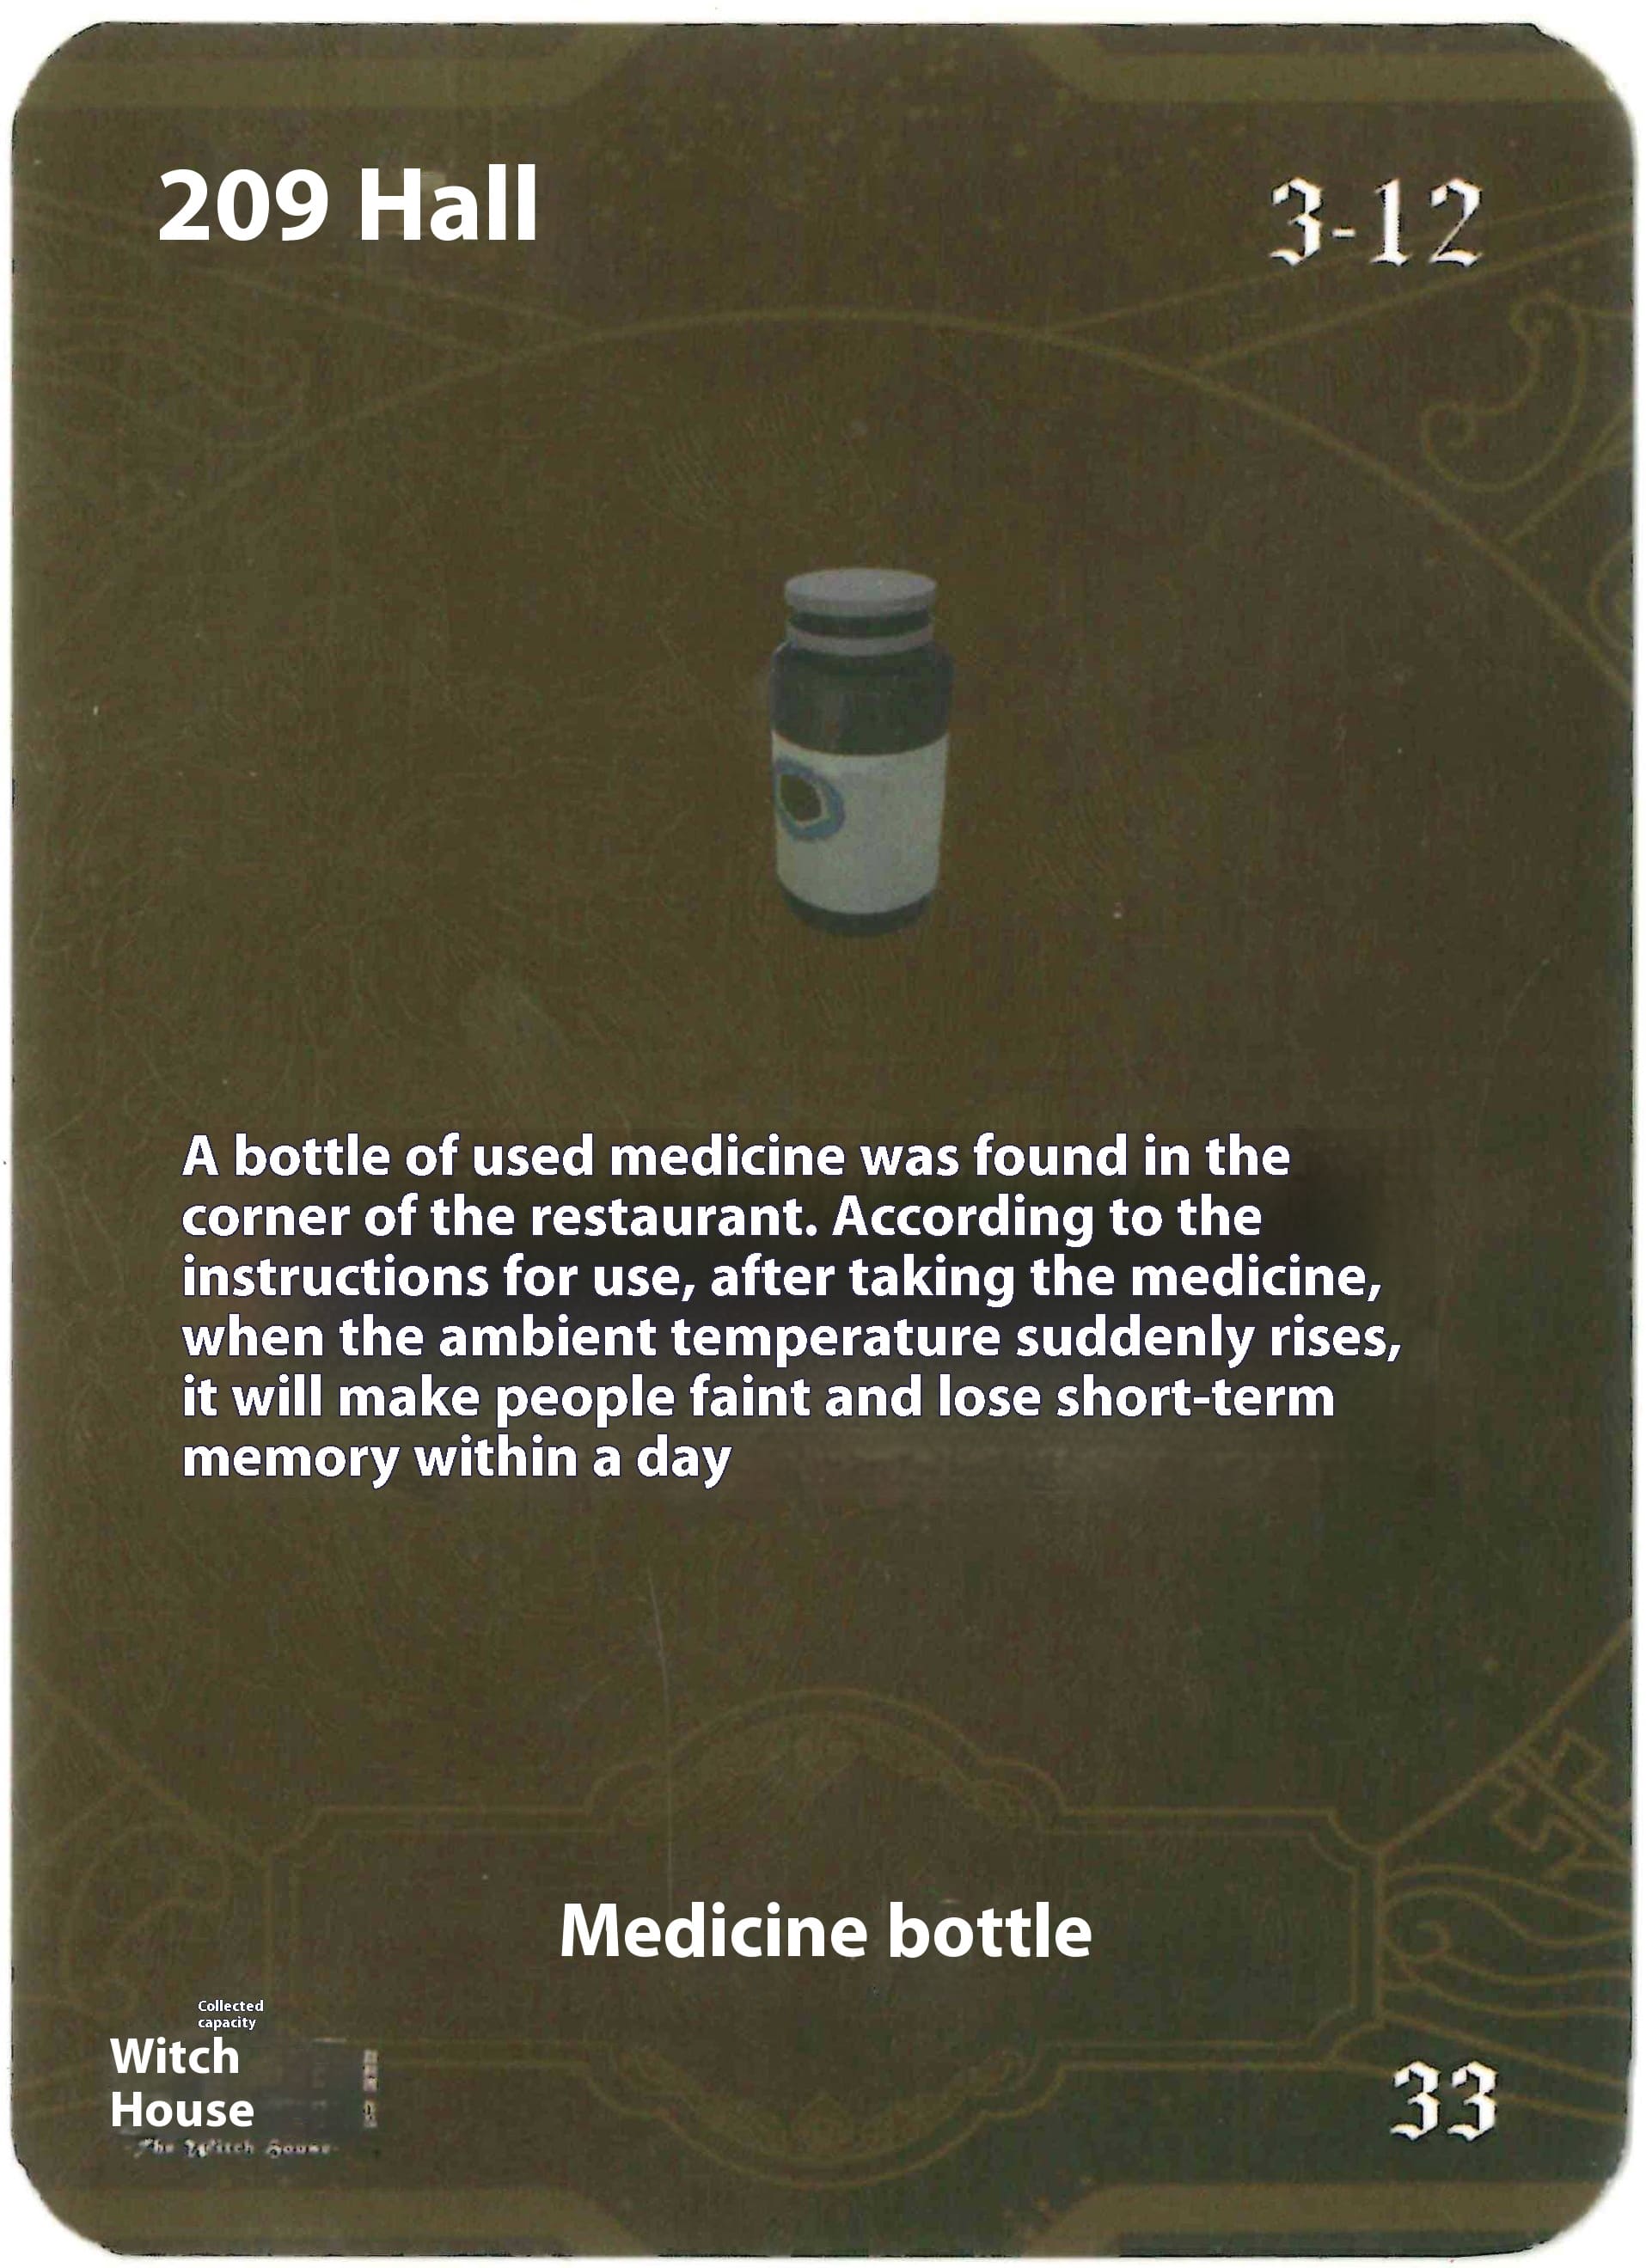 209 Hall
3-12
A bottle of used medicine was found in the
corner of the restaurant. According to the
instructions for use, after taking the medicine,
when the ambient temperature suddenly rises,
it will make people faint and lose short-term
memory within a day
Medicine bottle
Collected
capacity
Witch
House
-The Witch House-
33